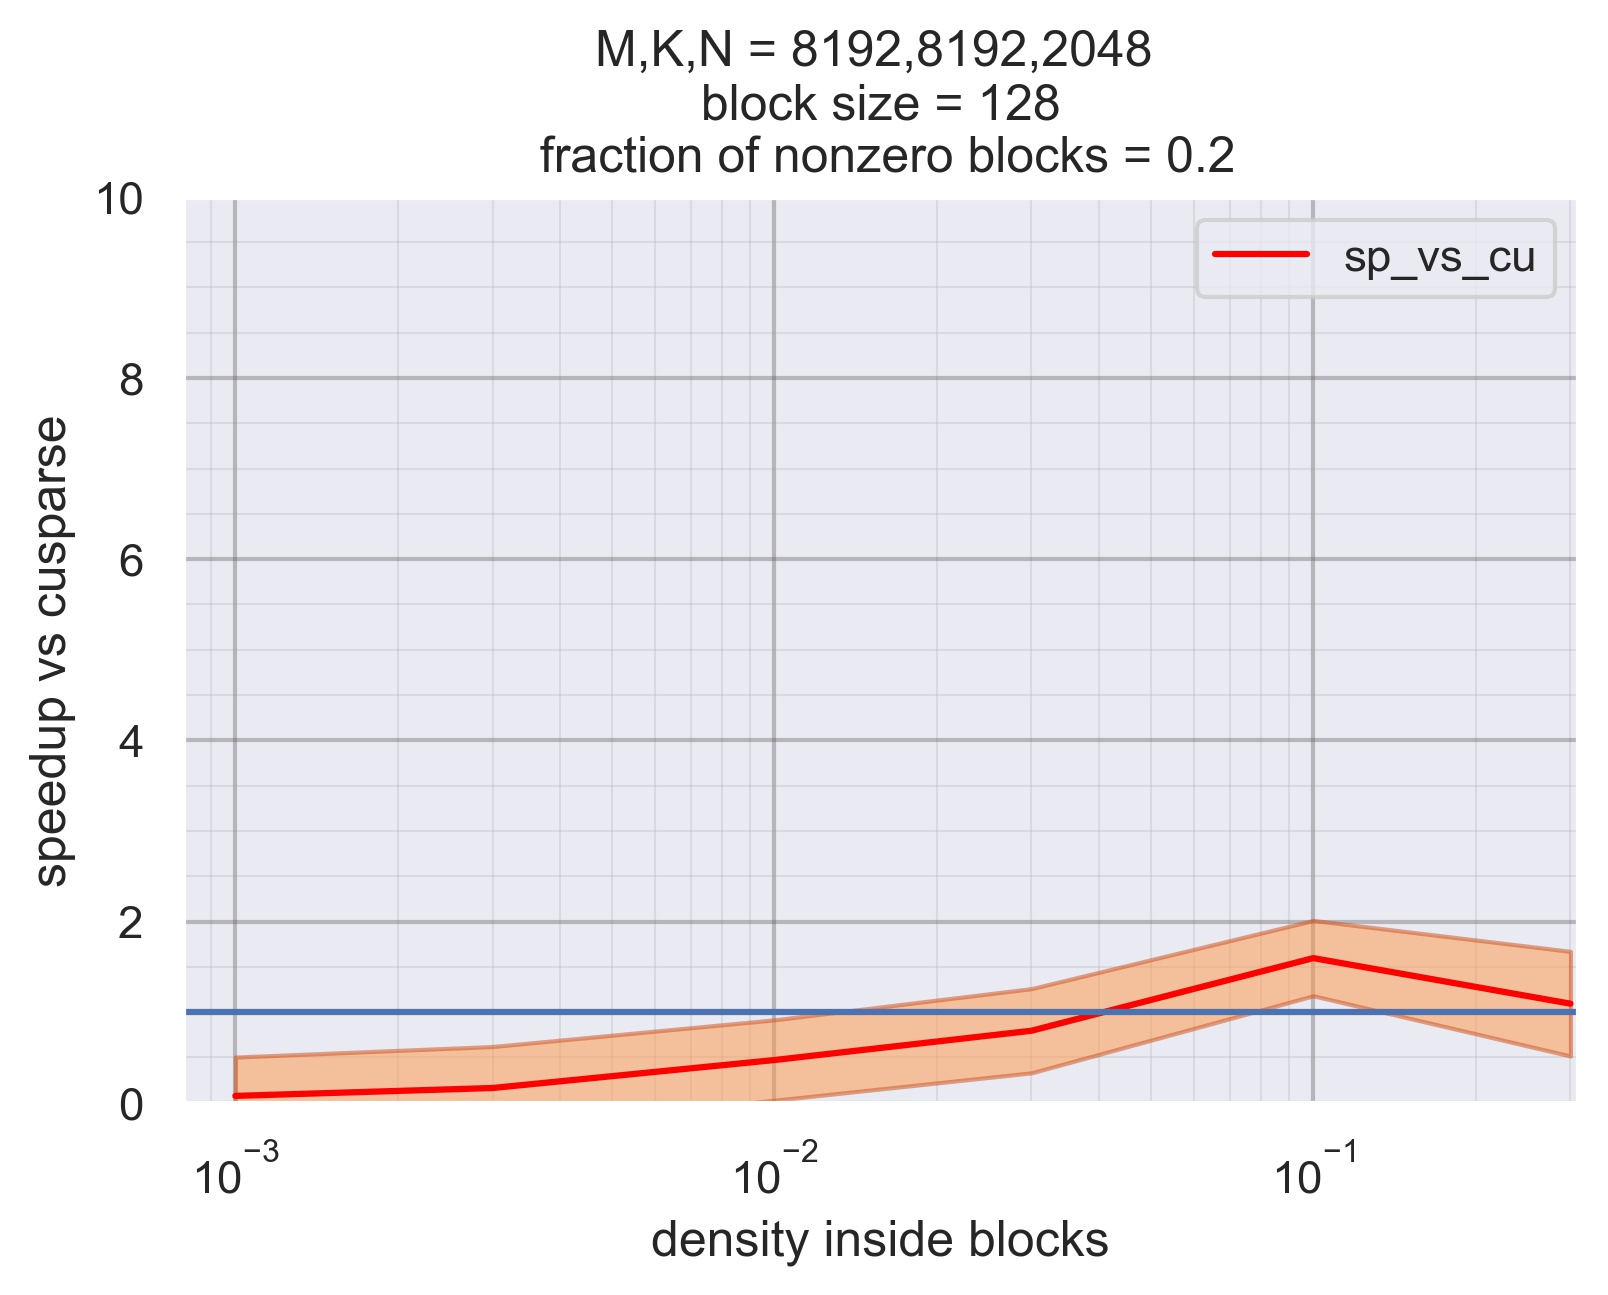 M,K,N = 8192,8192,2048
block size = 128
fraction of nonzero blocks = 0.2
sp_vs_cu
speedup vs cusparse
10
8
6
4
2
0
10⁻³
10⁻²
10⁻¹
density inside blocks